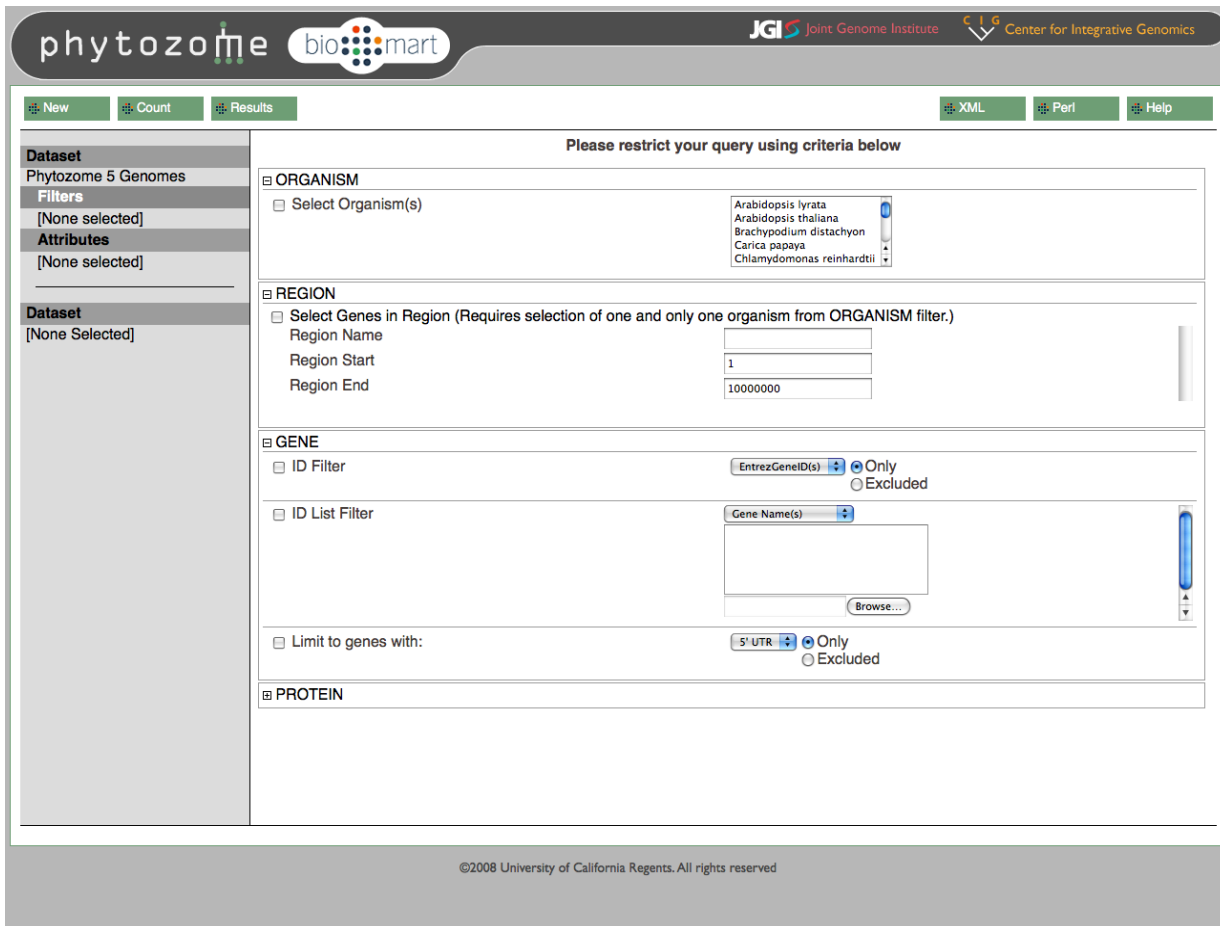 phytozome bio mart
JGI Joint Genome Institute
CIG Center for Integrative Genomics
New Count Results XML Perl Help
Dataset
Phytozome 5 Genomes
Filters
[None selected]
Attributes
[None selected]
Dataset
[None Selected]
Please restrict your query using criteria below
ORGANISM
Select Organism(s)
Arabidopsis lyrata
Arabidopsis thaliana
Brachypodium distachyon
Carica papaya
Chlamydomonas reinhardtii
REGION
Select Genes in Region (Requires selection of one and only one organism from ORGANISM filter.)
Region Name
Region Start 1
Region End 10000000
GENE
ID Filter EntrezGeneID(s) Only
Excluded
ID List Filter Gene Name(s)
Browse...
Limit to genes with: 5' UTR Only
Excluded
PROTEIN
©2008 University of California Regents. All rights reserved